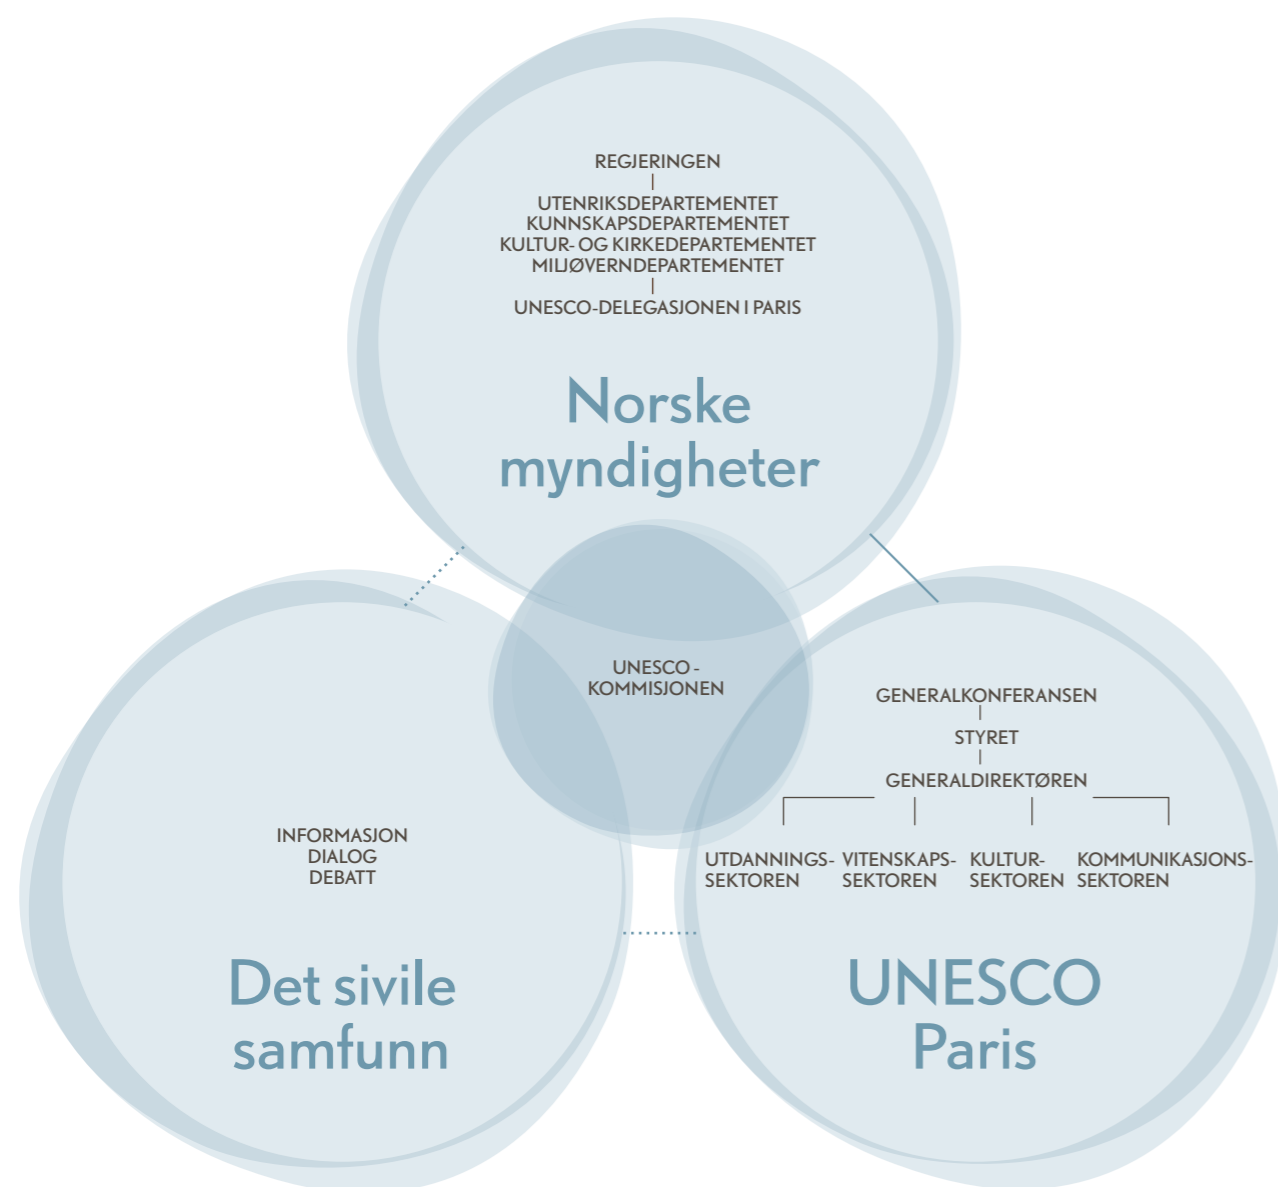 REGJERINGEN
UTENRIKSDEPARTEMENTET
KUNNSKAPSDEPARTEMENTET
KULTUR- OG KIRKEDEPARTEMENTET
MILJØVERNDEPARTEMENTET
UNESCO-DELEGASJONEN I PARIS
Norske
myndigheter
UNESCO -
KOMMISJONEN
INFORMASJON
DIALOG
DEBATT
Det sivile
samfunn
GENERALKONFERANSEN
STYRET
GENERALDIREKTØREN
UTDANNINGS-
SEKTOREN
VITENSKAPS-
SEKTOREN
KULTUR-
SEKTOREN
KOMMUNIKASJONS-
SEKTOREN
UNESCO
Paris